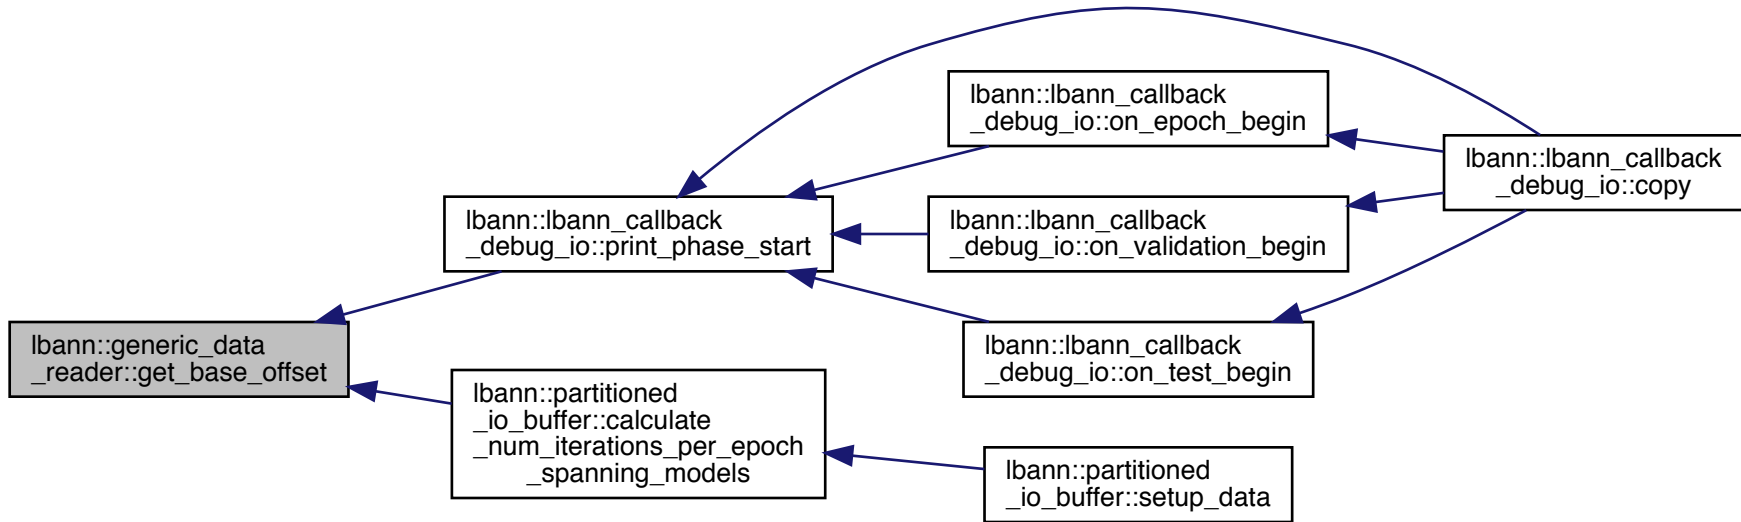 lbann::generic_data
_reader::get_base_offset
lbann::lbann_callback
_debug_io::print_phase_start
lbann::lbann_callback
_debug_io::on_epoch_begin
lbann::lbann_callback
_debug_io::on_validation_begin
lbann::lbann_callback
_debug_io::on_test_begin
lbann::lbann_callback
_debug_io::copy
lbann::partitioned
_io_buffer::calculate
_num_iterations_per_epoch
_spanning_models
lbann::partitioned
_io_buffer::setup_data